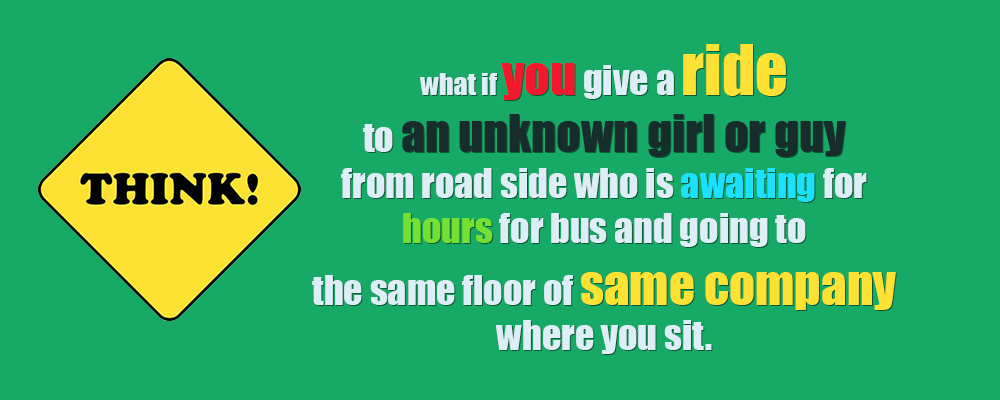 THINK!
what if you give a ride
to an unknown girl or guy
from road side who is awaiting for
hours for bus and going to
the same floor of same company
where you sit.